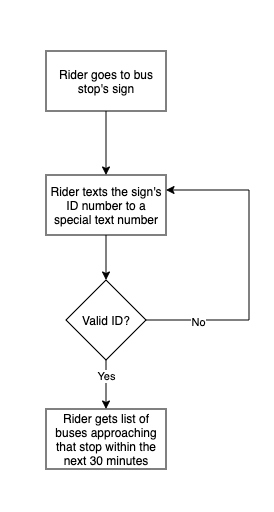 Rider goes to bus
stop's sign
Rider texts the sign's
ID number to a
special text number
Valid ID?
No
Yes
Rider gets list of
buses approaching
that stop within the
next 30 minutes